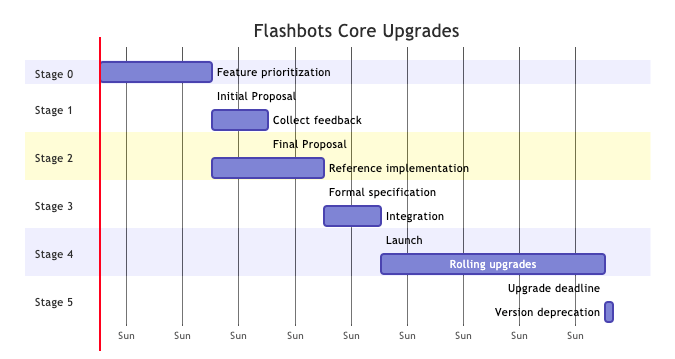 Flashbots Core Upgrades
Stage 0
Feature prioritization
Initial Proposal
Stage 1
Collect feedback
Final Proposal
Stage 2
Reference implementation
Formal specification
Stage 3
Integration
Launch
Stage 4
Rolling upgrades
Upgrade deadline
Stage 5
Version deprecation
Sun Sun Sun Sun Sun Sun Sun Sun Sun